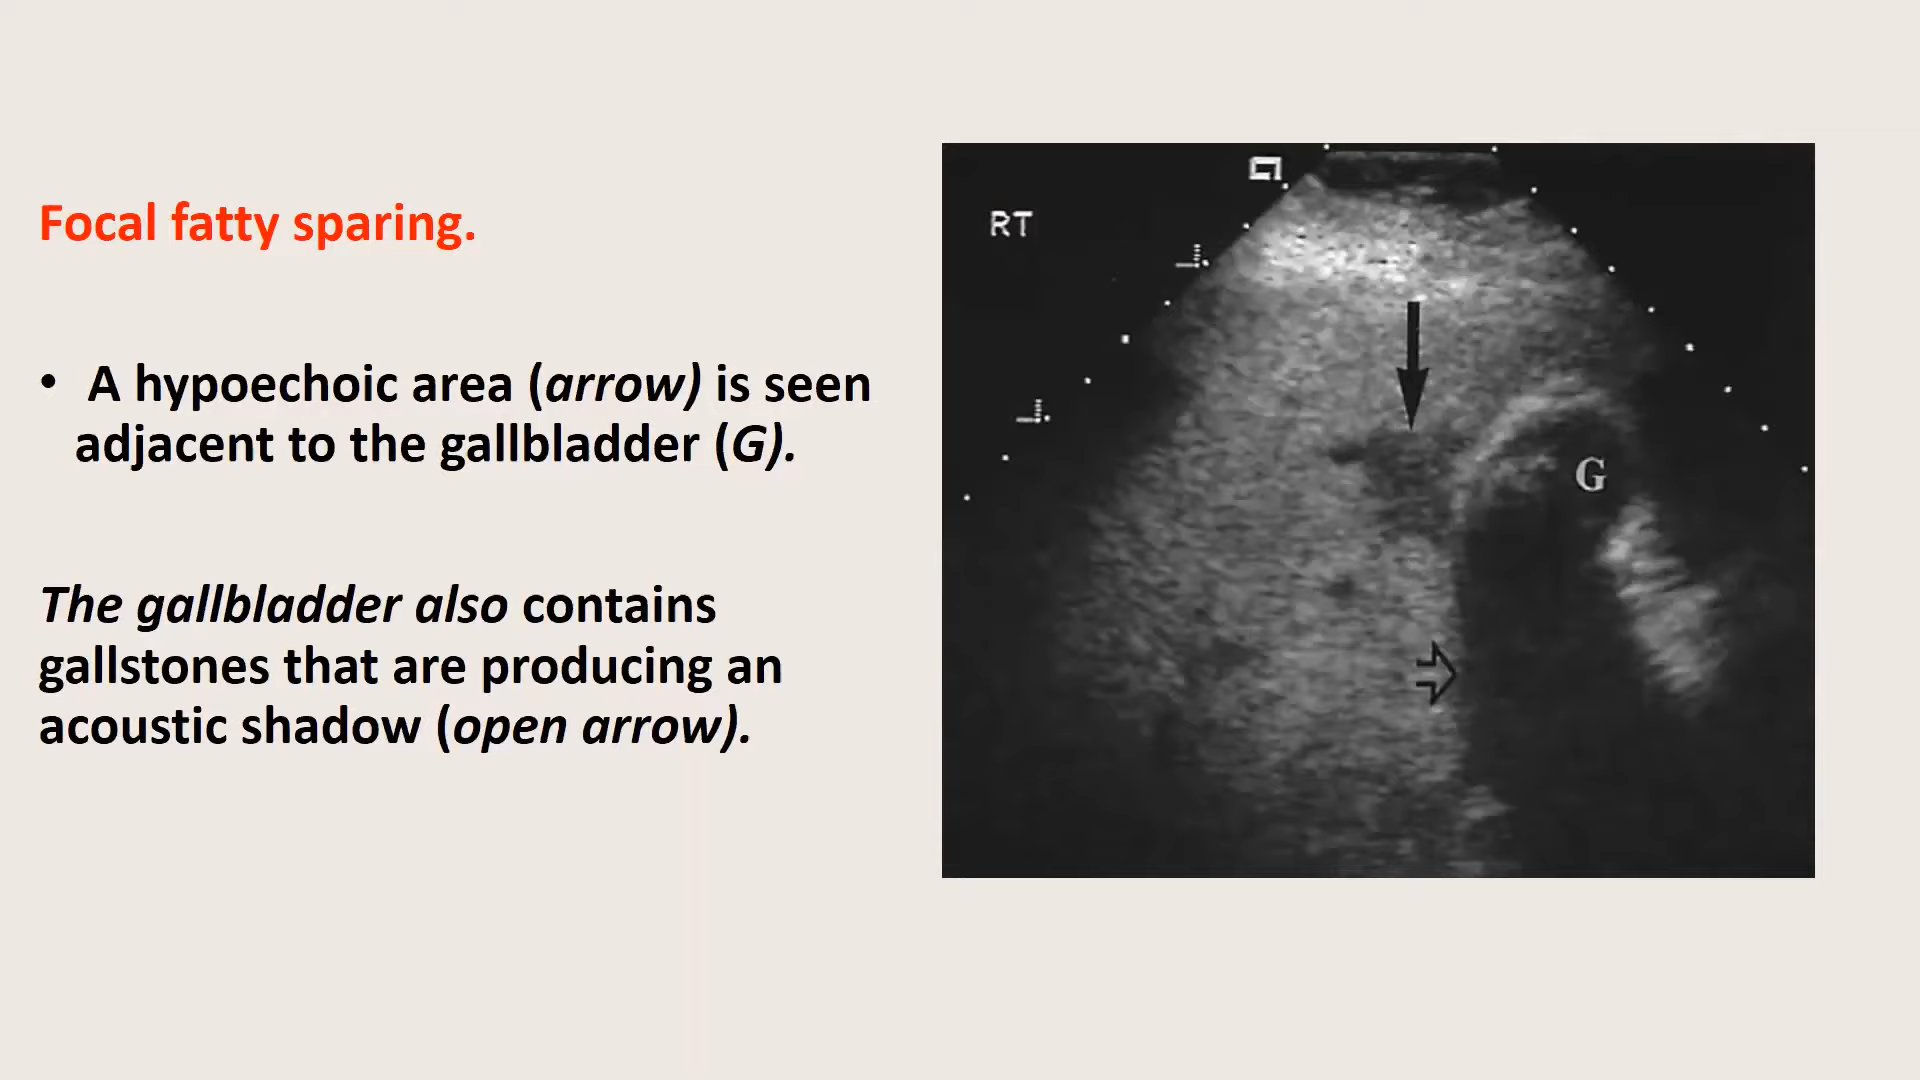 Focal fatty sparing.
• A hypoechoic area (arrow) is seen
adjacent to the gallbladder (G).
The gallbladder also contains
gallstones that are producing an
acoustic shadow (open arrow).
RT
G